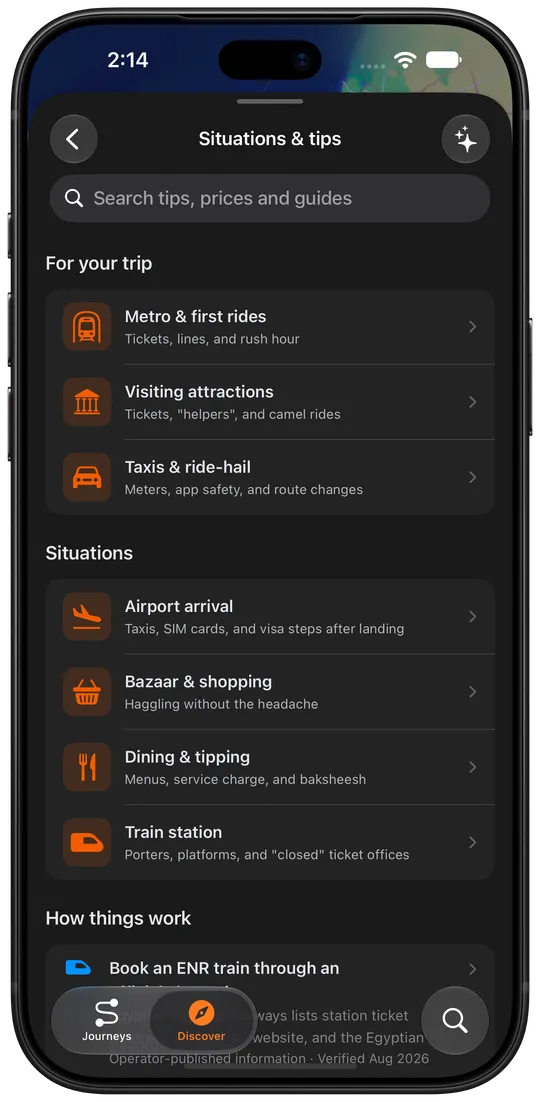 2:14
Situations & tips
Search tips, prices and guides
For your trip
Metro & first rides
Tickets, lines, and rush hour
Visiting attractions
Tickets, "helpers", and camel rides
Taxis & ride-hail
Meters, app safety, and route changes
Situations
Airport arrival
Taxis, SIM cards, and visa steps after landing
Bazaar & shopping
Haggling without the headache
Dining & tipping
Menus, service charge, and baksheesh
Train station
Porters, platforms, and "closed" ticket offices
How things work
Book an ENR train through an
ways lists station ticket
website, and the Egyptian
Operator-published information · Verified Aug 2026
Journeys
Discover